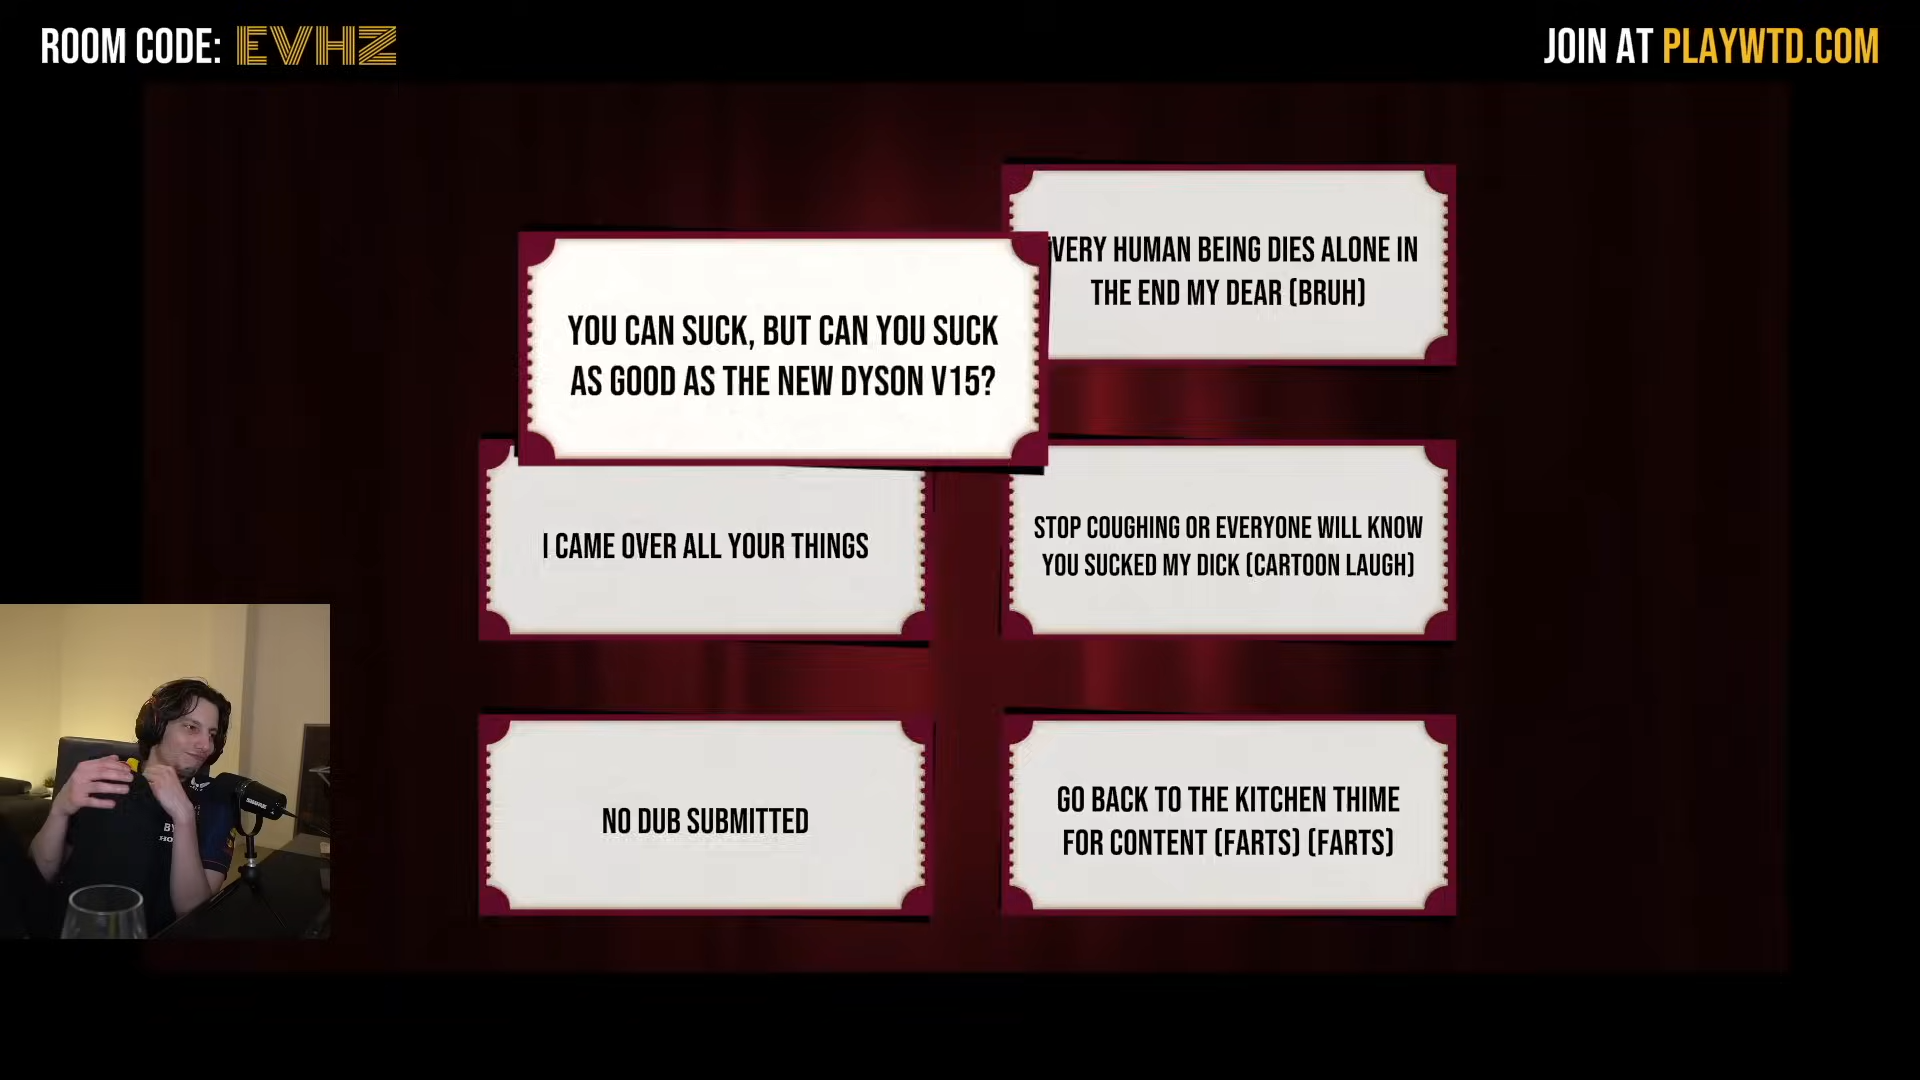 ROOM CODE: EVHZ
JOIN AT PLAYWTD.COM
YOU CAN SUCK, BUT CAN YOU SUCK
AS GOOD AS THE NEW DYSON V15?
VERY HUMAN BEING DIES ALONE IN
THE END MY DEAR (BRUH)
I CAME OVER ALL YOUR THINGS
STOP COUGHING OR EVERYONE WILL KNOW
YOU SUCKED MY DICK (CARTOON LAUGH)
NO DUB SUBMITTED
GO BACK TO THE KITCHEN THIME
FOR CONTENT (FARTS) (FARTS)